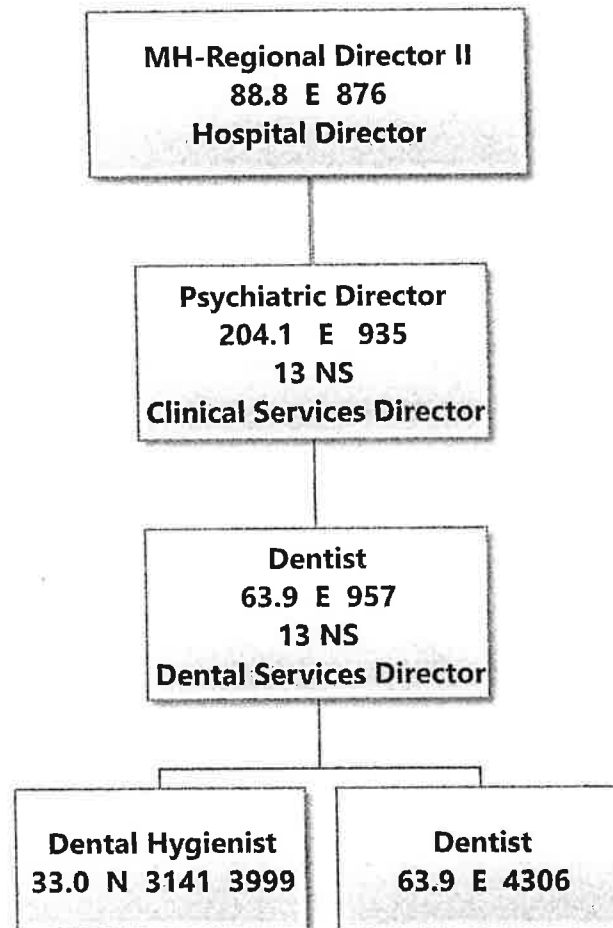 MH-Regional Director II
88.8 E 876
Hospital Director
Psychiatric Director
204.1 E 935
13 NS
Clinical Services Director
Dentist
63.9 E 957
13 NS
Dental Services Director
Dental Hygienist
33.0 N 3141 3999
Dentist
63.9 E 4306